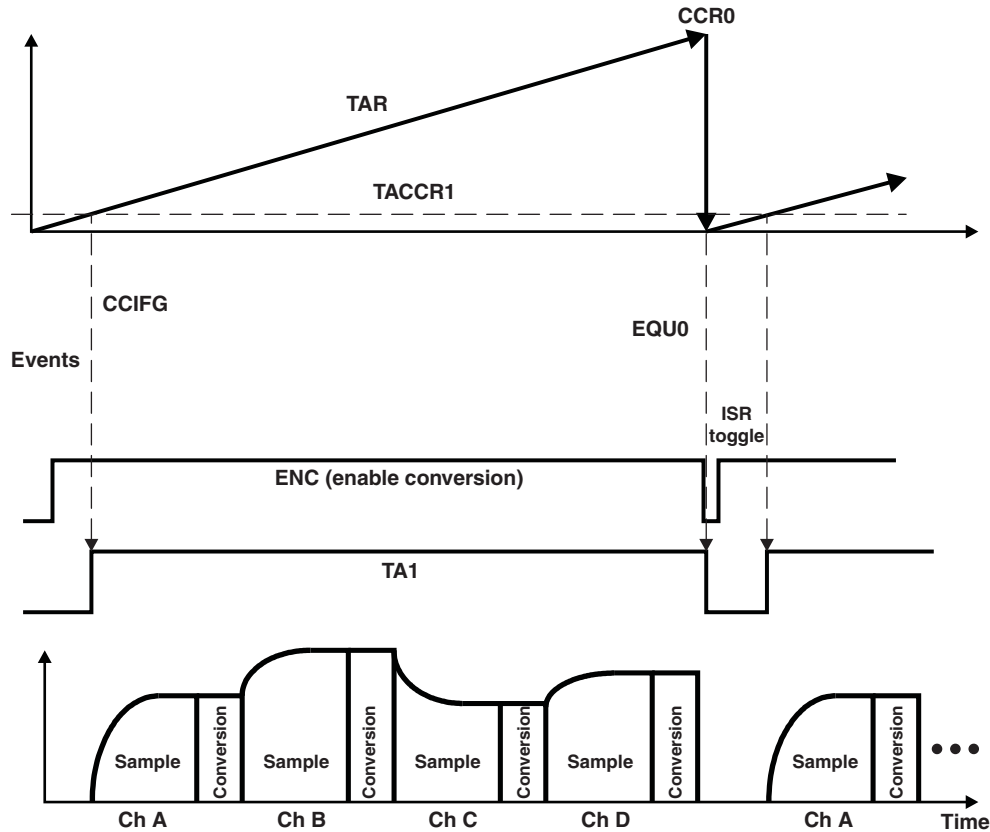 CCR0
TAR
TACCR1
CCIFG
EQU0
Events
ISR
toggle
ENC (enable conversion)
TA1
Sample
Conversion
Sample
Conversion
Sample
Conversion
Sample
Conversion
Sample
Conversion
Ch A
Ch B
Ch C
Ch D
Ch A
Time